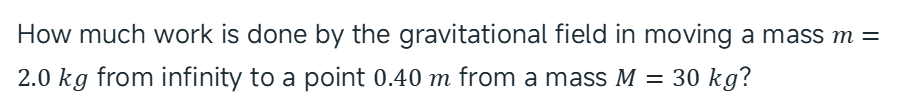 How much work is done by the gravitational field in moving a mass m =
2.0 kg from infinity to a point 0.40 m from a mass M = 30 kg?